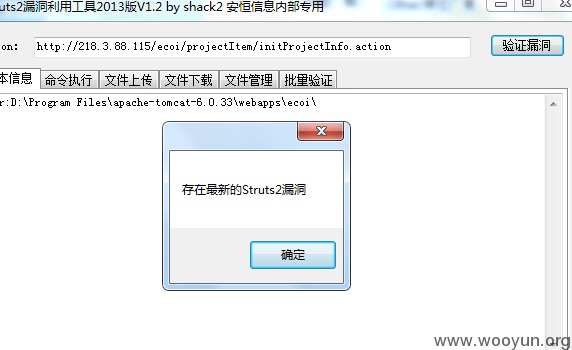 uts2漏洞利用工具2013版V1.2 by shack2 安恒信息内部专用
on: http://218.3.88.115/ecoi/projectItem/initProjectInfo.action 验证漏洞
本信息 命令执行 文件上传 文件下载 文件管理 批量验证
r:D:\Program Files\apache-tomcat-6.0.33\webapps\ecoi\
存在最新的Struts2漏洞
确定
www.wooyun.org